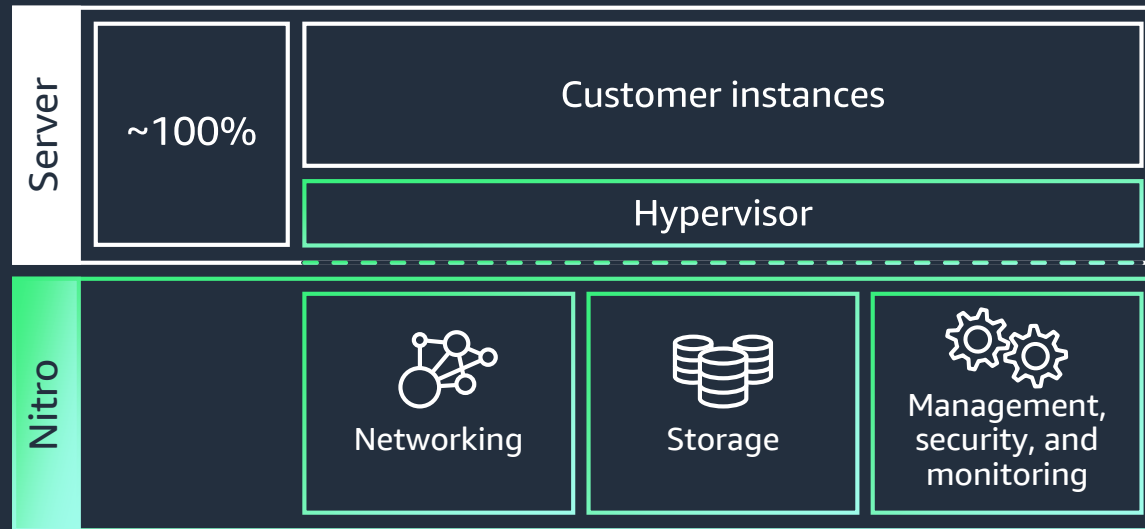 Server
~100%
Customer instances
Hypervisor
Nitro
Networking
Storage
Management,
security, and
monitoring